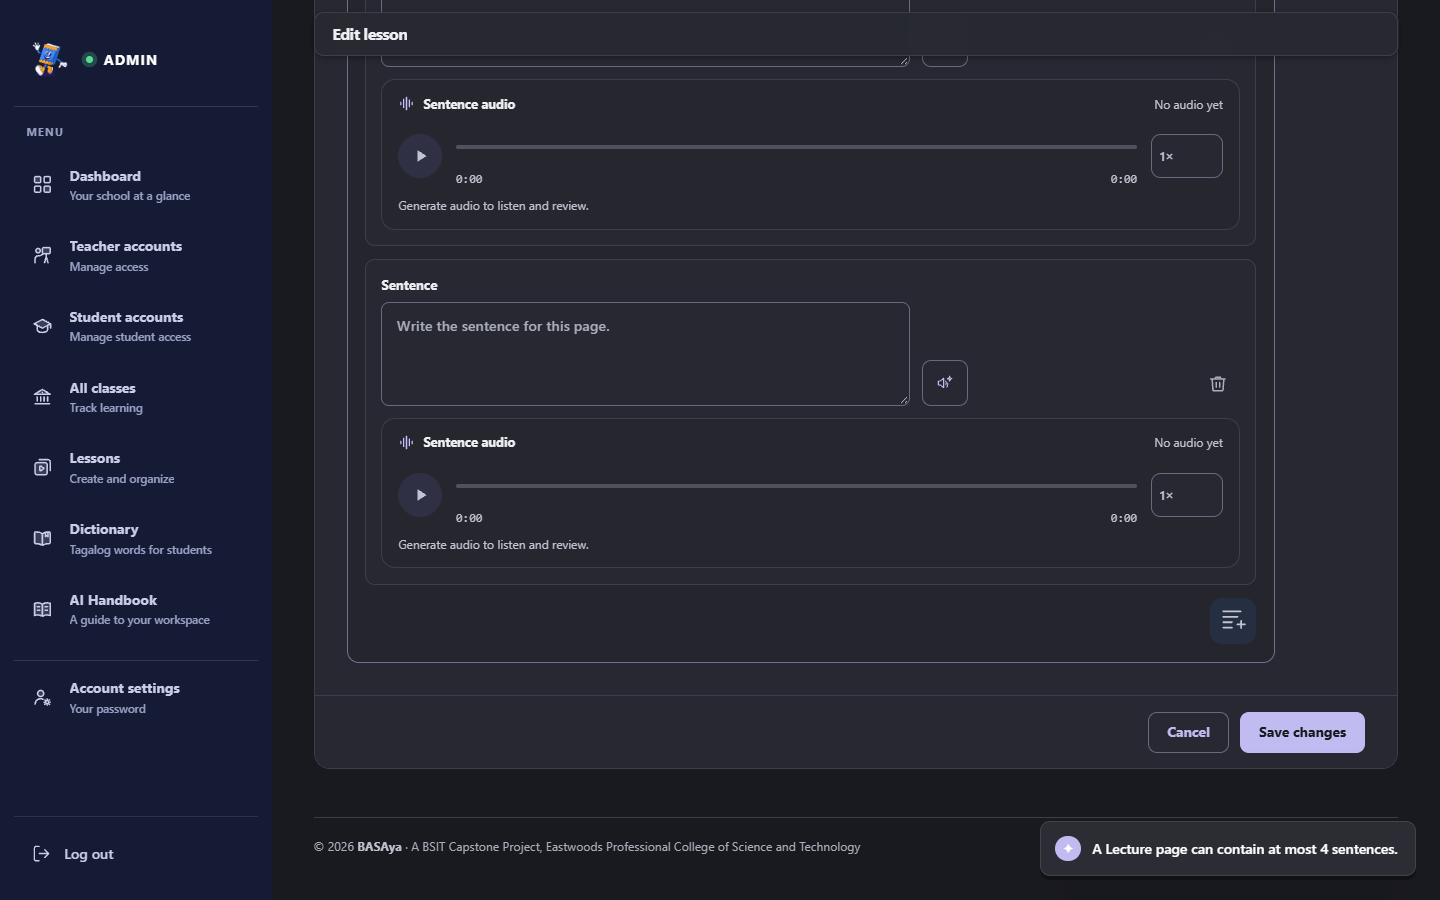 ADMIN
MENU
Dashboard
Your school at a glance
Teacher accounts
Manage access
Student accounts
Manage student access
All classes
Track learning
Lessons
Create and organize
Dictionary
Tagalog words for students
AI Handbook
A guide to your workspace
Account settings
Your password
Log out
Edit lesson
Sentence audio
No audio yet
1×
0:00
0:00
Generate audio to listen and review.
Sentence
Write the sentence for this page.
Sentence audio
No audio yet
1×
0:00
0:00
Generate audio to listen and review.
Cancel
Save changes
© 2026 BASAya · A BSIT Capstone Project, Eastwoods Professional College of Science and Technology
A Lecture page can contain at most 4 sentences.